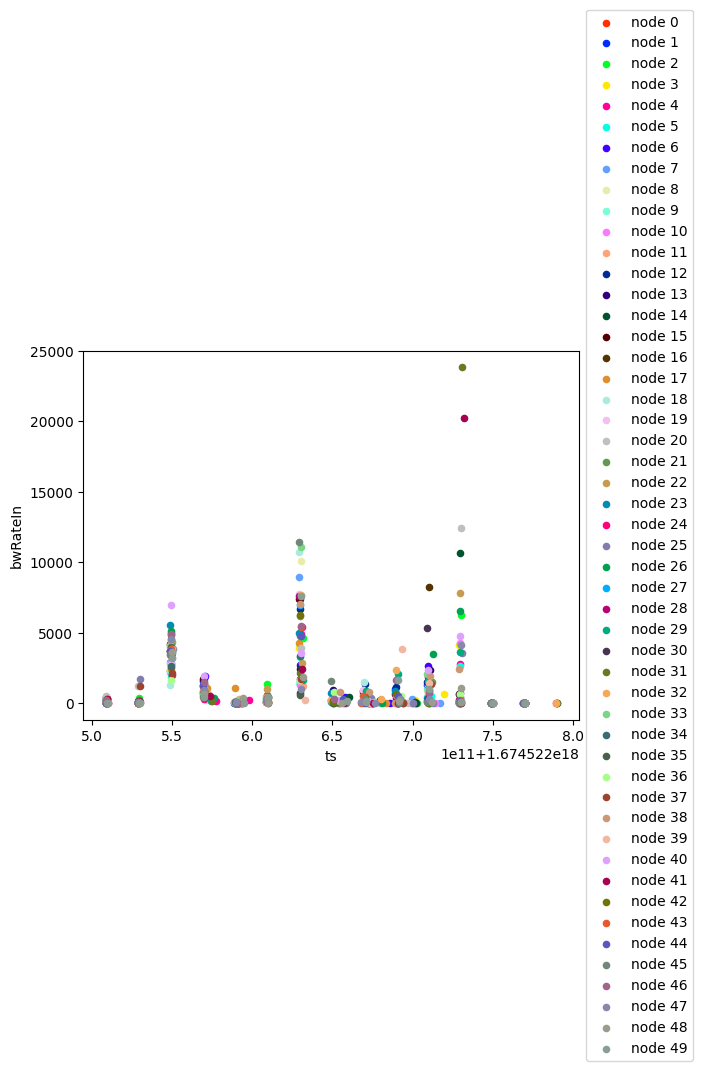 node 0
node 1
node 2
node 3
node 4
node 5
node 6
node 7
node 8
node 9
node 10
node 11
node 12
node 13
node 14
node 15
node 16
node 17
node 18
node 19
node 20
node 21
node 22
node 23
node 24
node 25
node 26
node 27
node 28
node 29
node 30
node 31
node 32
node 33
node 34
node 35
node 36
node 37
node 38
node 39
node 40
node 41
node 42
node 43
node 44
node 45
node 46
node 47
node 48
node 49
bwRateIn
25000
20000
15000
10000
5000
0
5.0 5.5 6.0 6.5 7.0 7.5 8.0
ts
1e11+1.674522e18